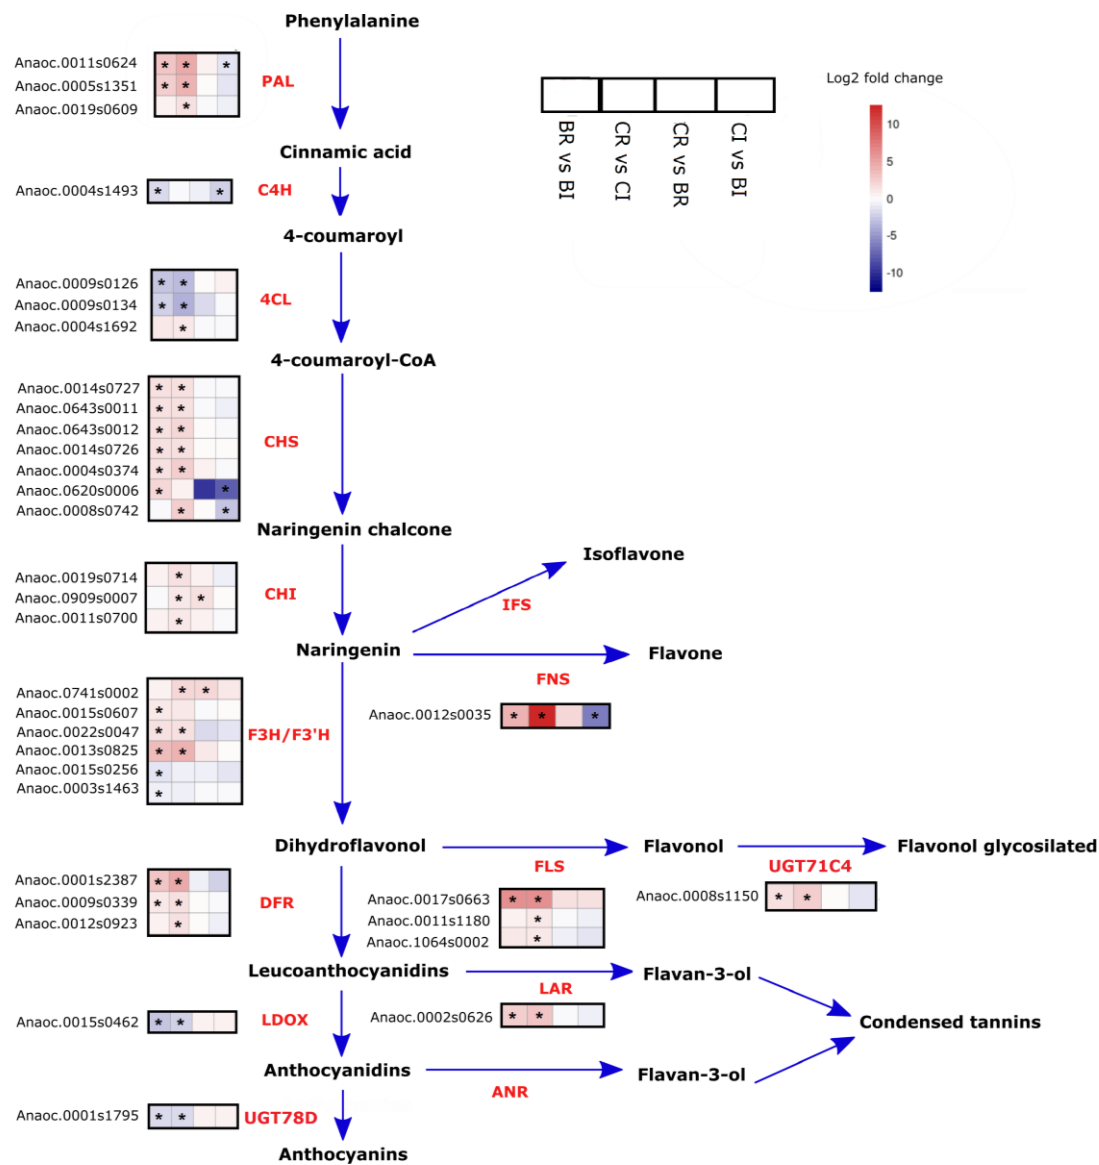 Phenylalanine
Anaoc.0011s0624 * * *
Anaoc.0005s1351 * *
PAL
Anaoc.0019s0609 *
Log2 fold change
10
5
0
-5
-10
BR vs BI
CR vs CI
CR vs BR
CI vs BI
Cinnamic acid
Anaoc.0004s1493 * *
C4H
4-coumaroyl
Anaoc.0009s0126 * *
Anaoc.0009s0134 * *
4CL
Anaoc.0004s1692 *
4-coumaroyl-CoA
Anaoc.0014s0727 * *
Anaoc.0643s0011 * *
Anaoc.0643s0012 * *
Anaoc.0014s0726 * *
CHS
Anaoc.0004s0374 * *
Anaoc.0620s0006 * *
Anaoc.0008s0742 * *
Naringenin chalcone
Isoflavone
Anaoc.0019s0714 *
Anaoc.0909s0007 * *
CHI
Anaoc.0011s0700 *
IFS
Naringenin
Flavone
FNS
Anaoc.0012s0035 * * *
Anaoc.0741s0002 * *
Anaoc.0015s0607 *
Anaoc.0022s0047 * *
F3H/F3'H
Anaoc.0013s0825 * *
Anaoc.0015s0256 *
Anaoc.0003s1463 *
Dihydroflavonol
Flavonol
Flavonol glycosilated
FLS
UGT71C4
Anaoc.0001s2387 * *
Anaoc.0009s0339 * *
DFR
Anaoc.0012s0923 *
Anaoc.0017s0663 * *
Anaoc.0011s1180 *
Anaoc.1064s0002 *
Anaoc.0008s1150 * *
Leucoanthocyanidins
Flavan-3-ol
LAR
Anaoc.0015s0462 * *
LDOX
Anaoc.0002s0626 * *
Condensed tannins
Anthocyanidins
Flavan-3-ol
ANR
Anaoc.0001s1795 * *
UGT78D
Anthocyanins